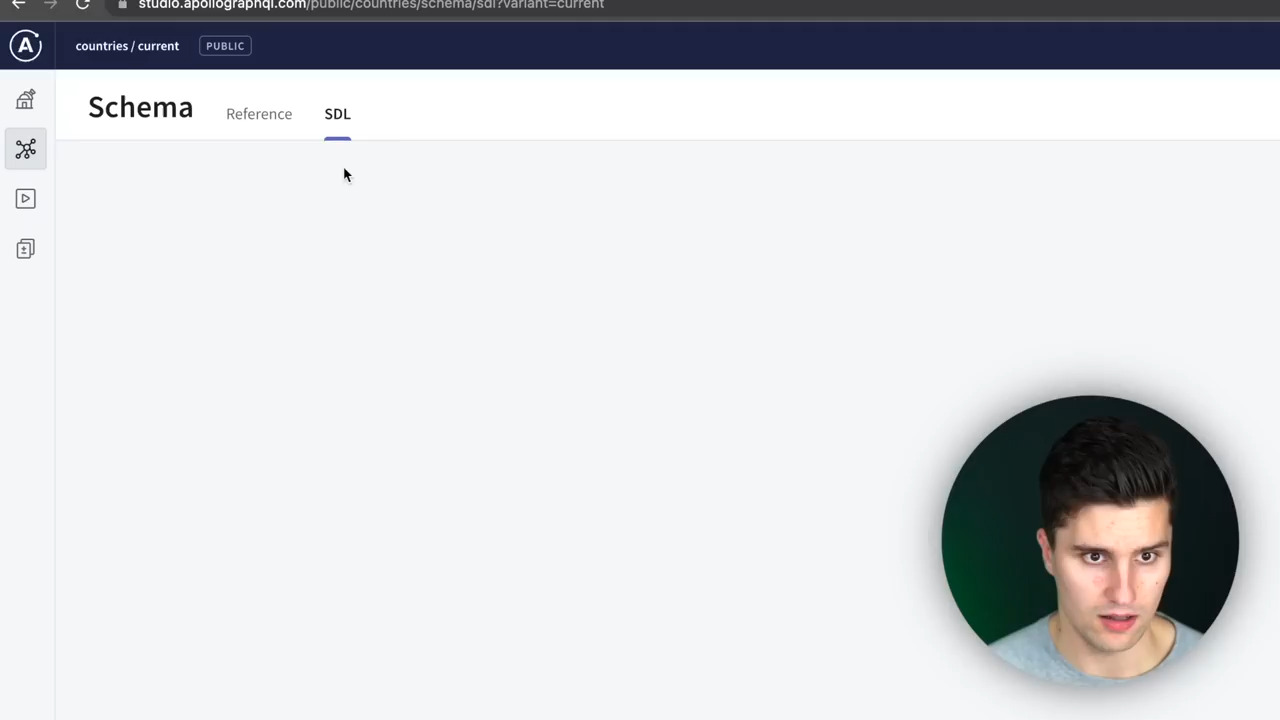 studio.apollographql.com/public/countries/schema/sdl?variant=current
countries / current PUBLIC
Schema Reference SDL